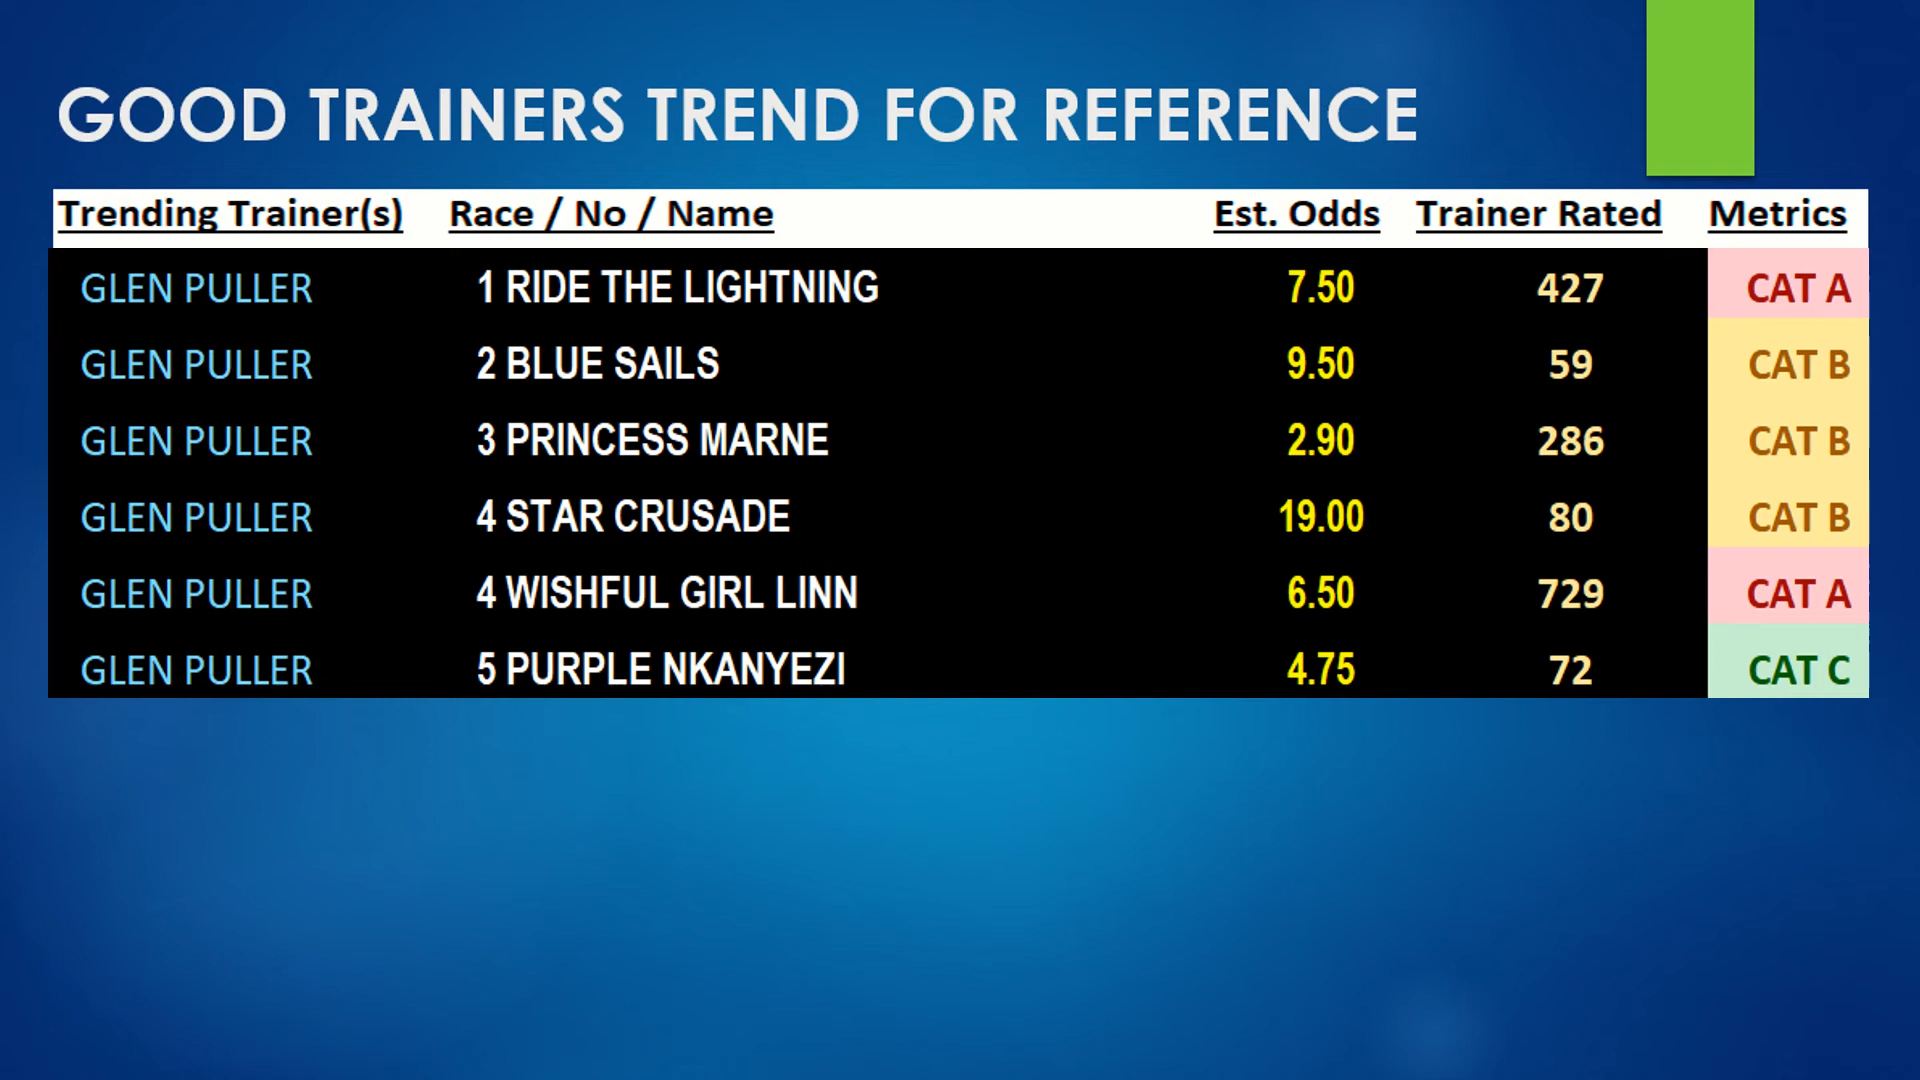 GOOD TRAINERS TREND FOR REFERENCE
Trending Trainer(s) Race / No / Name Est. Odds Trainer Rated Metrics
GLEN PULLER 1 RIDE THE LIGHTNING 7.50 427 CAT A
GLEN PULLER 2 BLUE SAILS 9.50 59 CAT B
GLEN PULLER 3 PRINCESS MARNE 2.90 286 CAT B
GLEN PULLER 4 STAR CRUSADE 19.00 80 CAT B
GLEN PULLER 4 WISHFUL GIRL LINN 6.50 729 CAT A
GLEN PULLER 5 PURPLE NKANYEZI 4.75 72 CAT C